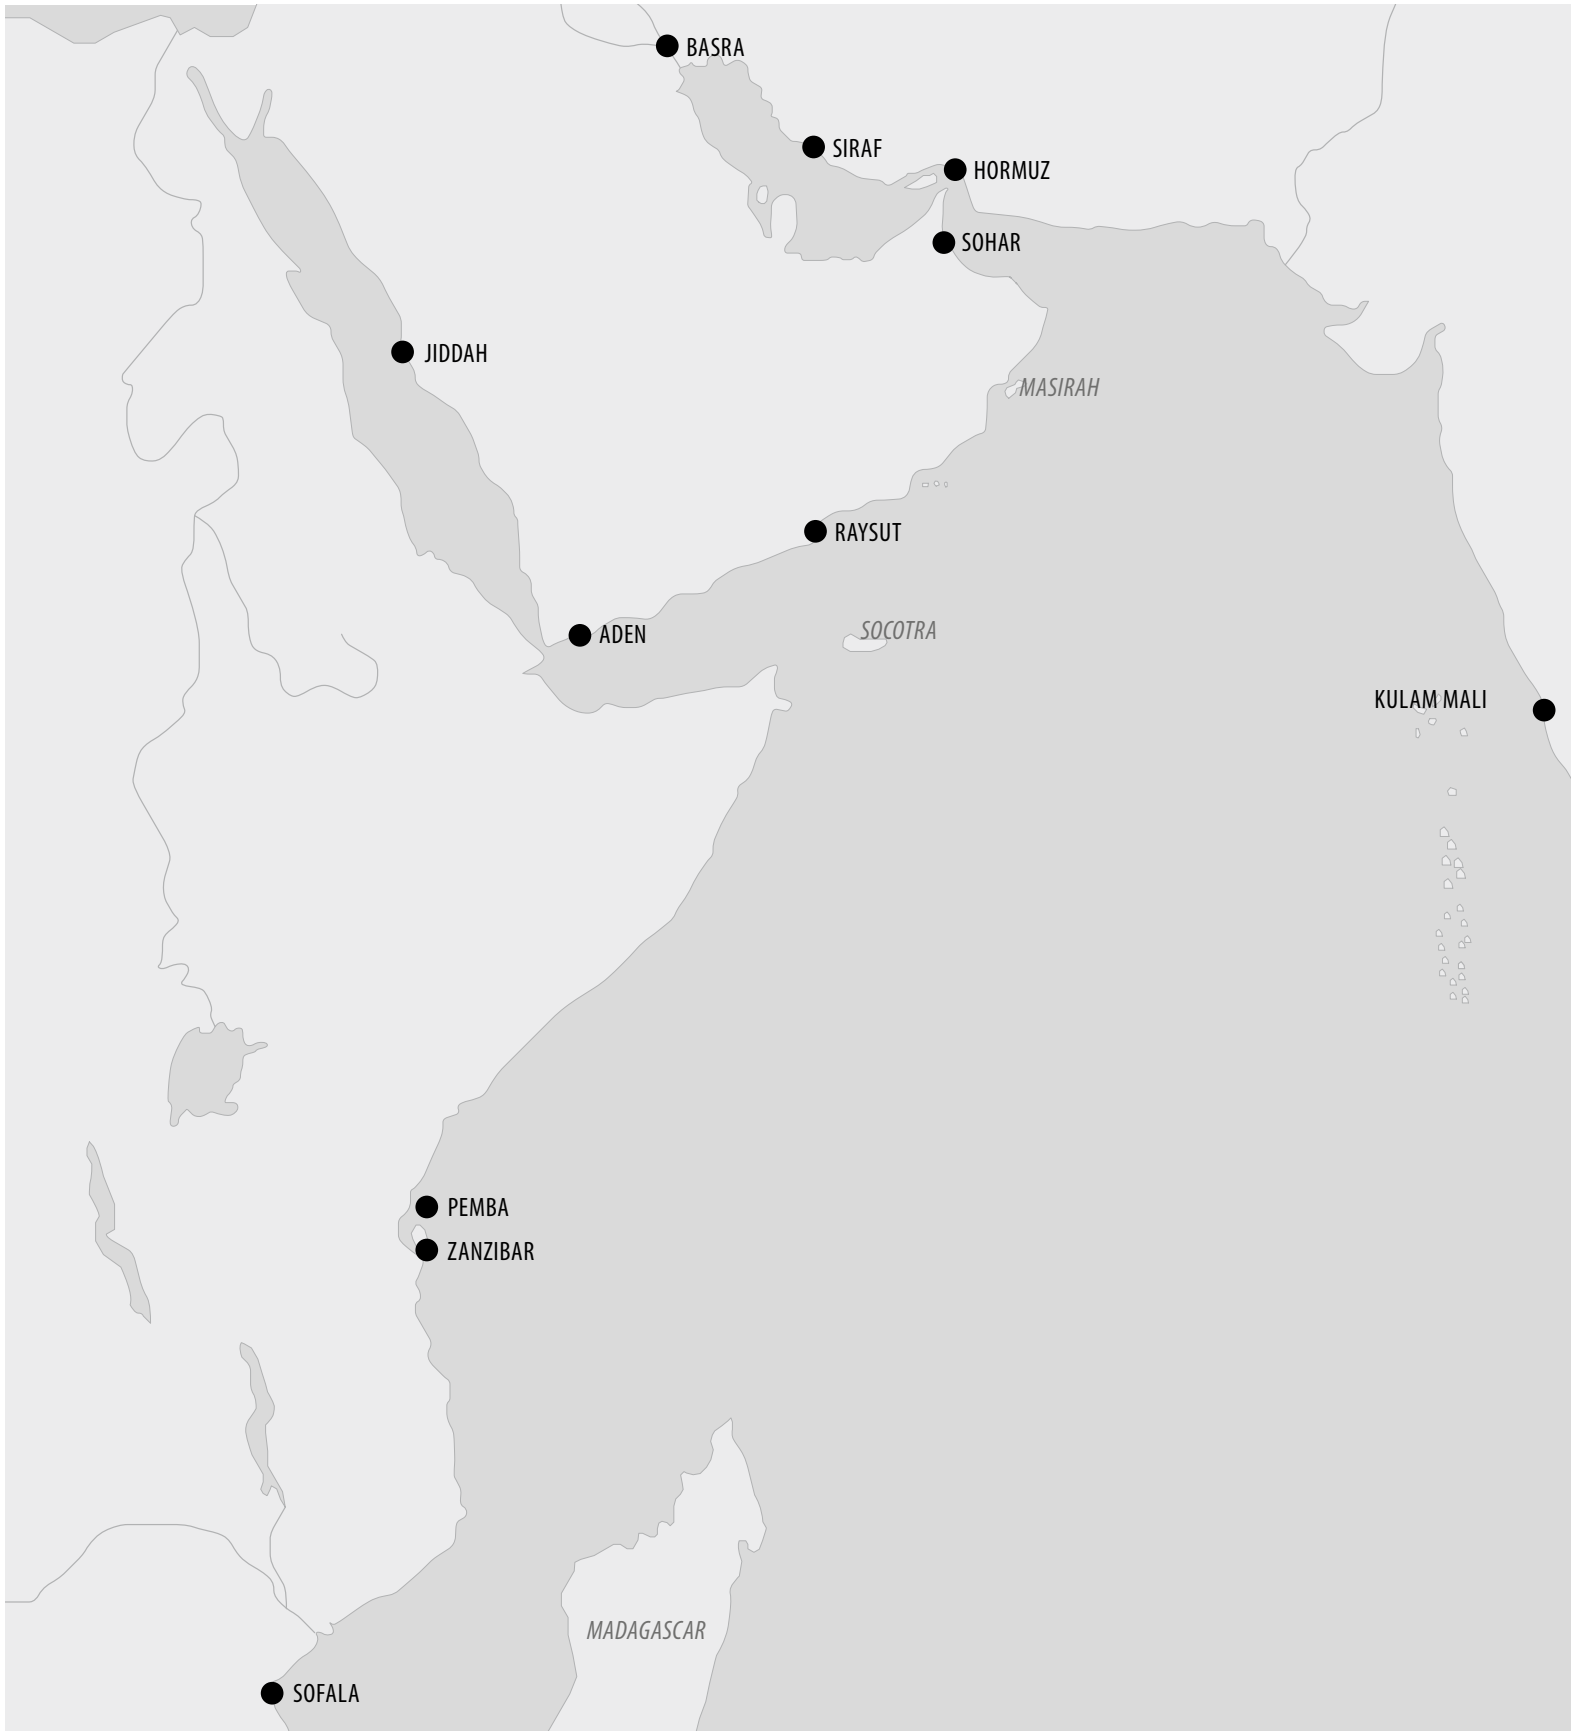 BASRA
SIRAF
HORMUZ
SOHAR
JIDDAH
MASIRAH
RAYSUT
SOCOTRA
ADEN
KULAM MALI
PEMBA
ZANZIBAR
MADAGASCAR
SOFALA